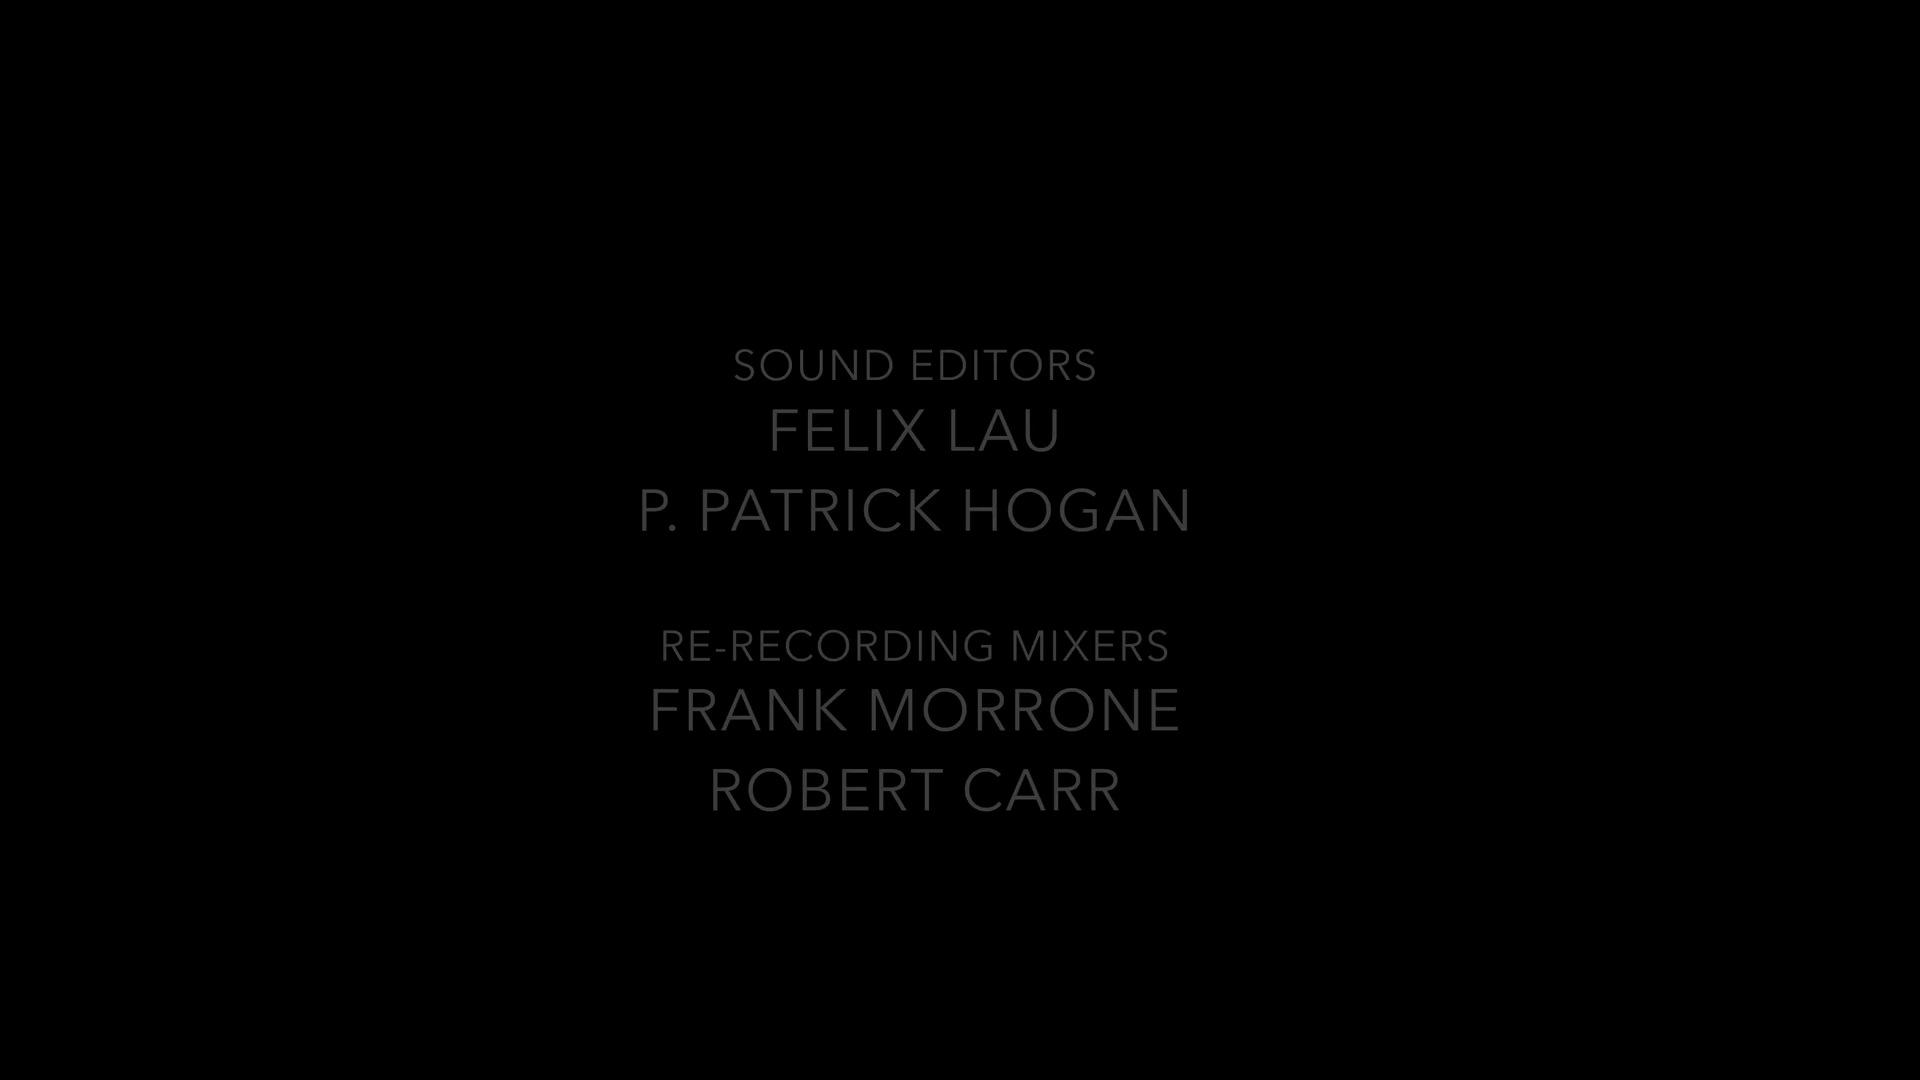 SOUND EDITORS
FELIX LAU
P. PATRICK HOGAN
RE-RECORDING MIXERS
FRANK MORRONE
ROBERT CARR